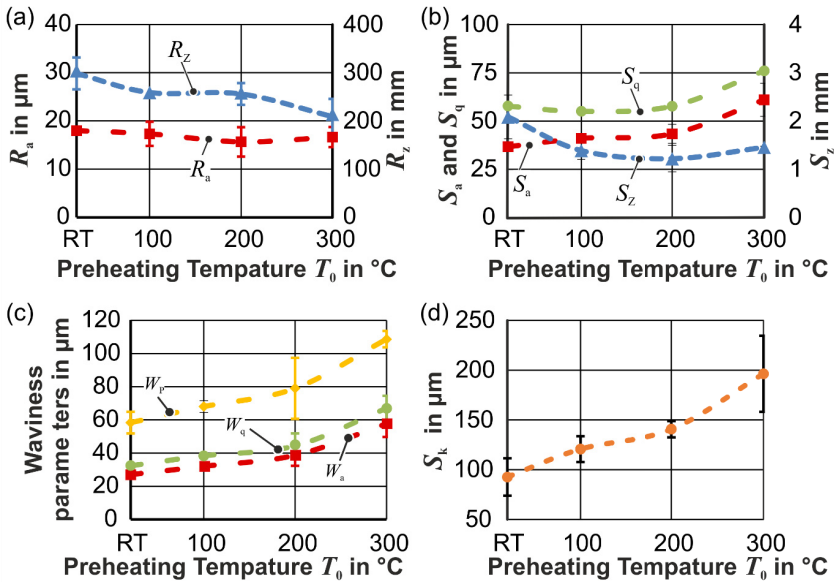 (a)
40
400
30
300
20
200
10
100
0
0
R_a in µm
R_z in mm
R_Z
R_a
RT 100 200 300
Preheating Tempature T_0 in °C
(b)
100
4
75
3
50
2
25
1
0
0
S_a and S_q in µm
S_z in mm
S_q
S_a
S_Z
RT 100 200 300
Preheating Tempature T_0 in °C
(c)
120
100
80
60
40
20
0
Waviness
parame ters in µm
W_P
W_q
W_a
RT 100 200 300
Preheating Tempature T_0 in °C
(d)
250
200
150
100
50
S_k in µm
RT 100 200 300
Preheating Tempature T_0 in °C